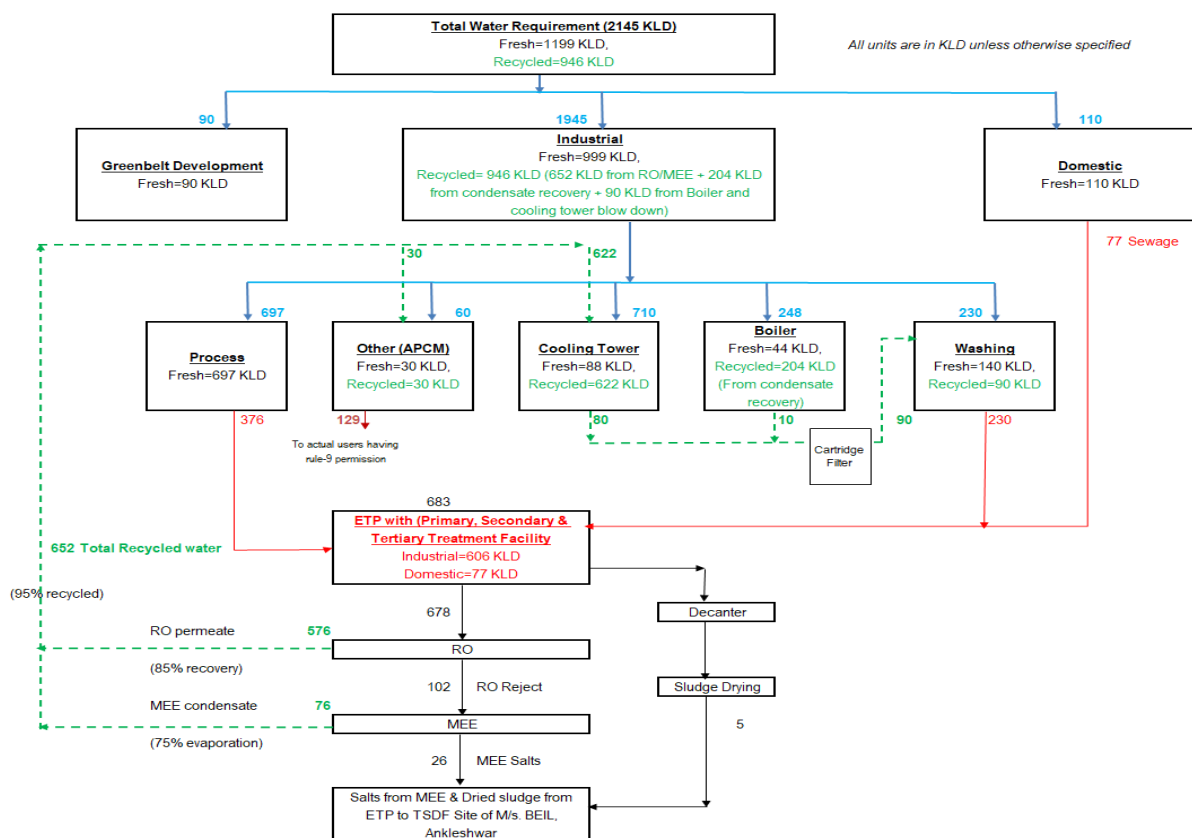 Total Water Requirement (2145 KLD)
Fresh=1199 KLD,
Recycled=946 KLD
All units are in KLD unless otherwise specified
90
1945
110
Greenbelt Development
Fresh=90 KLD
Industrial
Fresh=999 KLD,
Recycled= 946 KLD (652 KLD from RO/MEE + 204 KLD
from condensate recovery + 90 KLD from Boiler and
cooling tower blow down)
Domestic
Fresh=110 KLD
77 Sewage
30
622
697
60
710
248
230
Process
Fresh=697 KLD
Other (APCM)
Fresh=30 KLD,
Recycled=30 KLD
Cooling Tower
Fresh=88 KLD,
Recycled=622 KLD
Boiler
Fresh=44 KLD,
Recycled=204 KLD
(From condensate
recovery)
Washing
Fresh=140 KLD,
Recycled=90 KLD
376
129
80
10
90
230
To actual users having
rule-9 permission
Cartridge
Filter
683
ETP with (Primary, Secondary &
Tertiary Treatment Facility
Industrial=606 KLD
Domestic=77 KLD
652 Total Recycled water
(95% recycled)
678
Decanter
RO permeate
576
RO
(85% recovery)
102
RO Reject
Sludge Drying
MEE condensate
76
MEE
5
(75% evaporation)
26
MEE Salts
Salts from MEE & Dried sludge from
ETP to TSDF Site of M/s. BEIL,
Ankleshwar